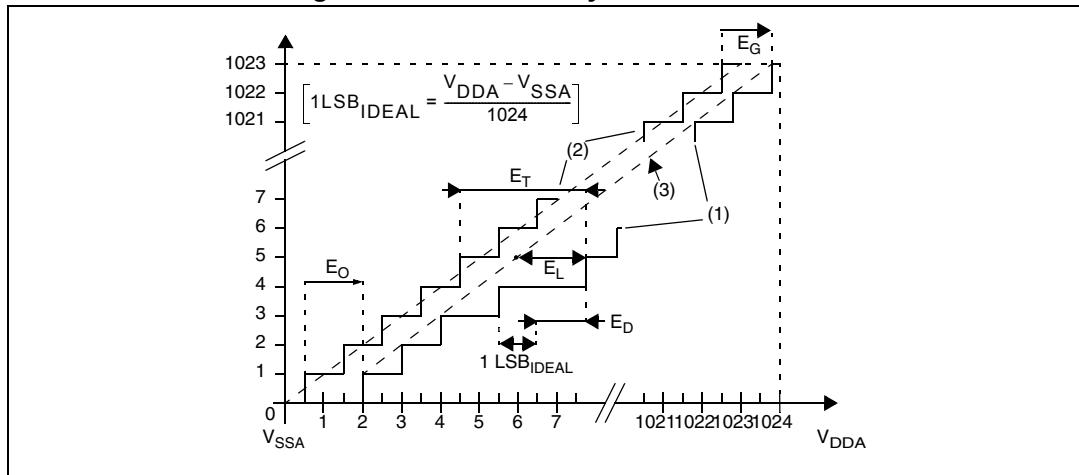 E_G
1023
1022
1021
[1LSB_IDEAL = (V_DDA − V_SSA) / 1024]
(2)
(3)
(1)
E_T
7
6
5
4
3
2
1
0
E_O
E_L
E_D
1 LSB_IDEAL
1 2 3 4 5 6 7 1021 1022 1023 1024
V_SSA
V_DDA